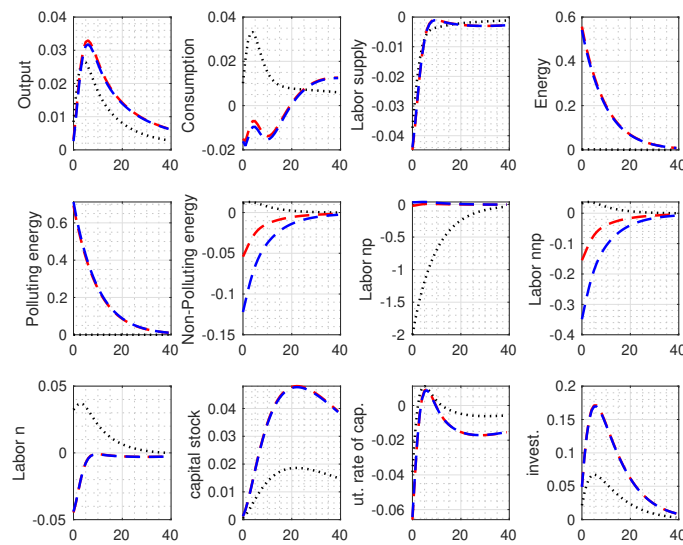 0.04
0.03
0.02
0.01
0
0 20 40
Output
0.04
0.02
0
-0.02
0 20 40
Consumption
0
-0.01
-0.02
-0.03
-0.04
0 20 40
Labor supply
0.6
0.4
0.2
0
0 20 40
Energy
0.6
0.4
0.2
0
0 20 40
Polluting energy
0
-0.05
-0.1
-0.15
0 20 40
Non-Polluting energy
0
-0.5
-1
-1.5
-2
0 20 40
Labor np
0
-0.1
-0.2
-0.3
-0.4
0 20 40
Labor nnp
0.05
0
-0.05
0 20 40
Labor n
0.04
0.03
0.02
0.01
0
0 20 40
capital stock
0
-0.02
-0.04
-0.06
0 20 40
ut. rate of cap.
0.2
0.15
0.1
0.05
0
0 20 40
invest.